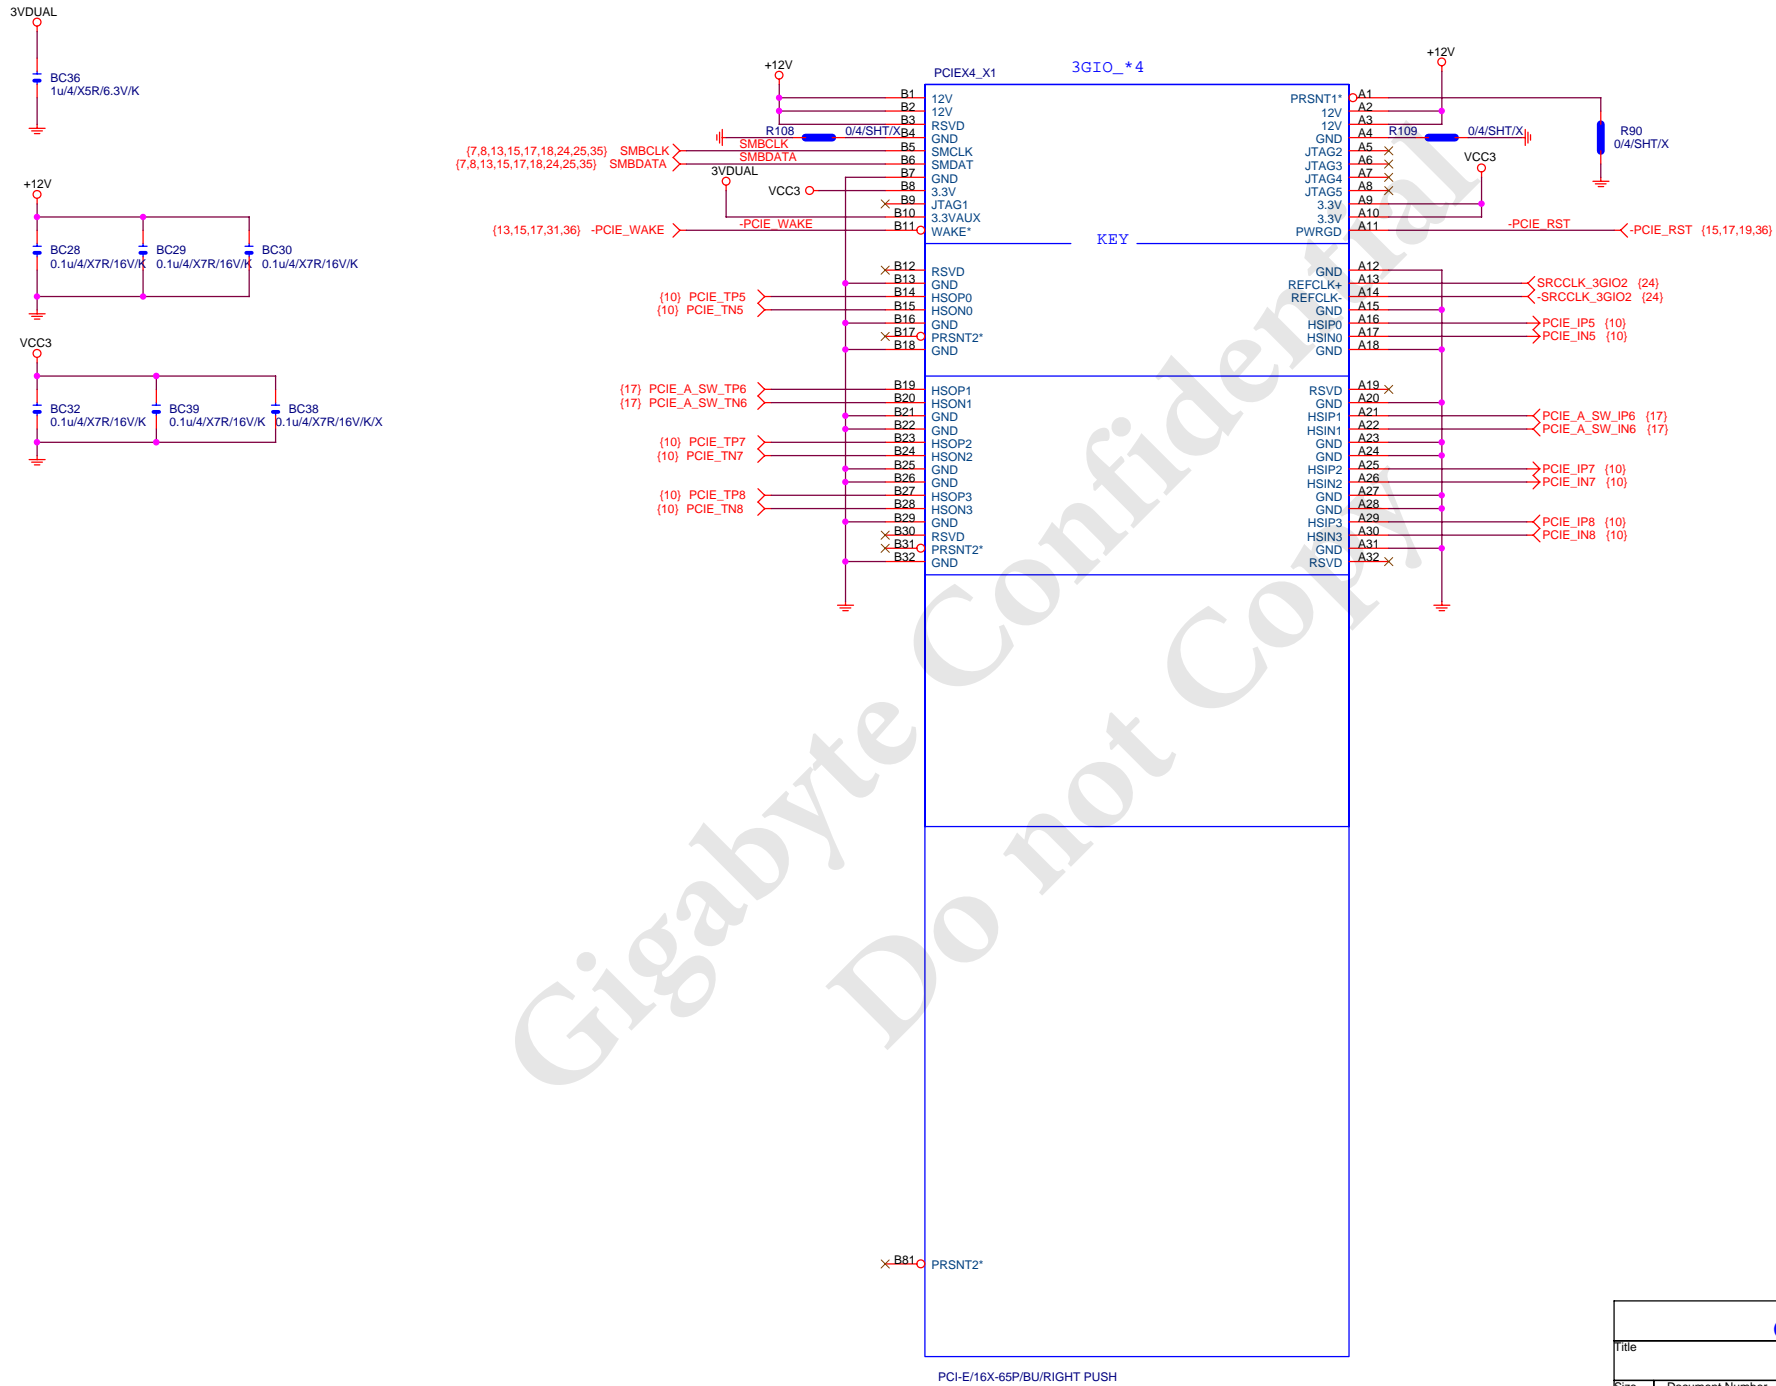 3VDUAL
BC36
1u/4/X5R/6.3V/K
+12V
BC28
0.1u/4/X7R/16V/K
BC29
0.1u/4/X7R/16V/K
BC30
0.1u/4/X7R/16V/K
VCC3
BC32
0.1u/4/X7R/16V/K
BC39
0.1u/4/X7R/16V/K
BC38
0.1u/4/X7R/16V/K/X
PCIEX4_X1
3GIO_*4
+12V
+12V
R108 0/4/SHT/X
R109 0/4/SHT/X
R90
0/4/SHT/X
{7,8,13,15,17,18,24,25,35} SMBCLK
SMBCLK
{7,8,13,15,17,18,24,25,35} SMBDATA
SMBDATA
3VDUAL
VCC3
VCC3
{13,15,17,31,36} -PCIE_WAKE
-PCIE_WAKE
-PCIE_RST
-PCIE_RST {15,17,19,36}
B1 12V
B2 12V
B3 RSVD
B4 GND
B5 SMCLK
B6 SMDAT
B7 GND
B8 3.3V
B9 JTAG1
B10 3.3VAUX
B11 WAKE*
PRSNT1* A1
12V A2
12V A3
GND A4
JTAG2 A5
JTAG3 A6
JTAG4 A7
JTAG5 A8
3.3V A9
3.3V A10
PWRGD A11
KEY
B12 RSVD
B13 GND
{10} PCIE_TP5 B14 HSOP0
{10} PCIE_TN5 B15 HSON0
B16 GND
B17 PRSNT2*
B18 GND
GND A12
REFCLK+ A13 SRCCLK_3GIO2 {24}
REFCLK- A14 -SRCCLK_3GIO2 {24}
GND A15
HSIP0 A16 PCIE_IP5 {10}
HSIN0 A17 PCIE_IN5 {10}
GND A18
{17} PCIE_A_SW_TP6 B19 HSOP1
{17} PCIE_A_SW_TN6 B20 HSON1
B21 GND
B22 GND
{10} PCIE_TP7 B23 HSOP2
{10} PCIE_TN7 B24 HSON2
B25 GND
B26 GND
{10} PCIE_TP8 B27 HSOP3
{10} PCIE_TN8 B28 HSON3
B29 GND
B30 RSVD
B31 PRSNT2*
B32 GND
RSVD A19
GND A20
HSIP1 A21 PCIE_A_SW_IP6 {17}
HSIN1 A22 PCIE_A_SW_IN6 {17}
GND A23
GND A24
HSIP2 A25 PCIE_IP7 {10}
HSIN2 A26 PCIE_IN7 {10}
GND A27
GND A28
HSIP3 A29 PCIE_IP8 {10}
HSIN3 A30 PCIE_IN8 {10}
GND A31
RSVD A32
Gigabyte Confidential
Do not Copy
B81 PRSNT2*
PCI-E/16X-65P/BU/RIGHT PUSH
Title
Size Document Number